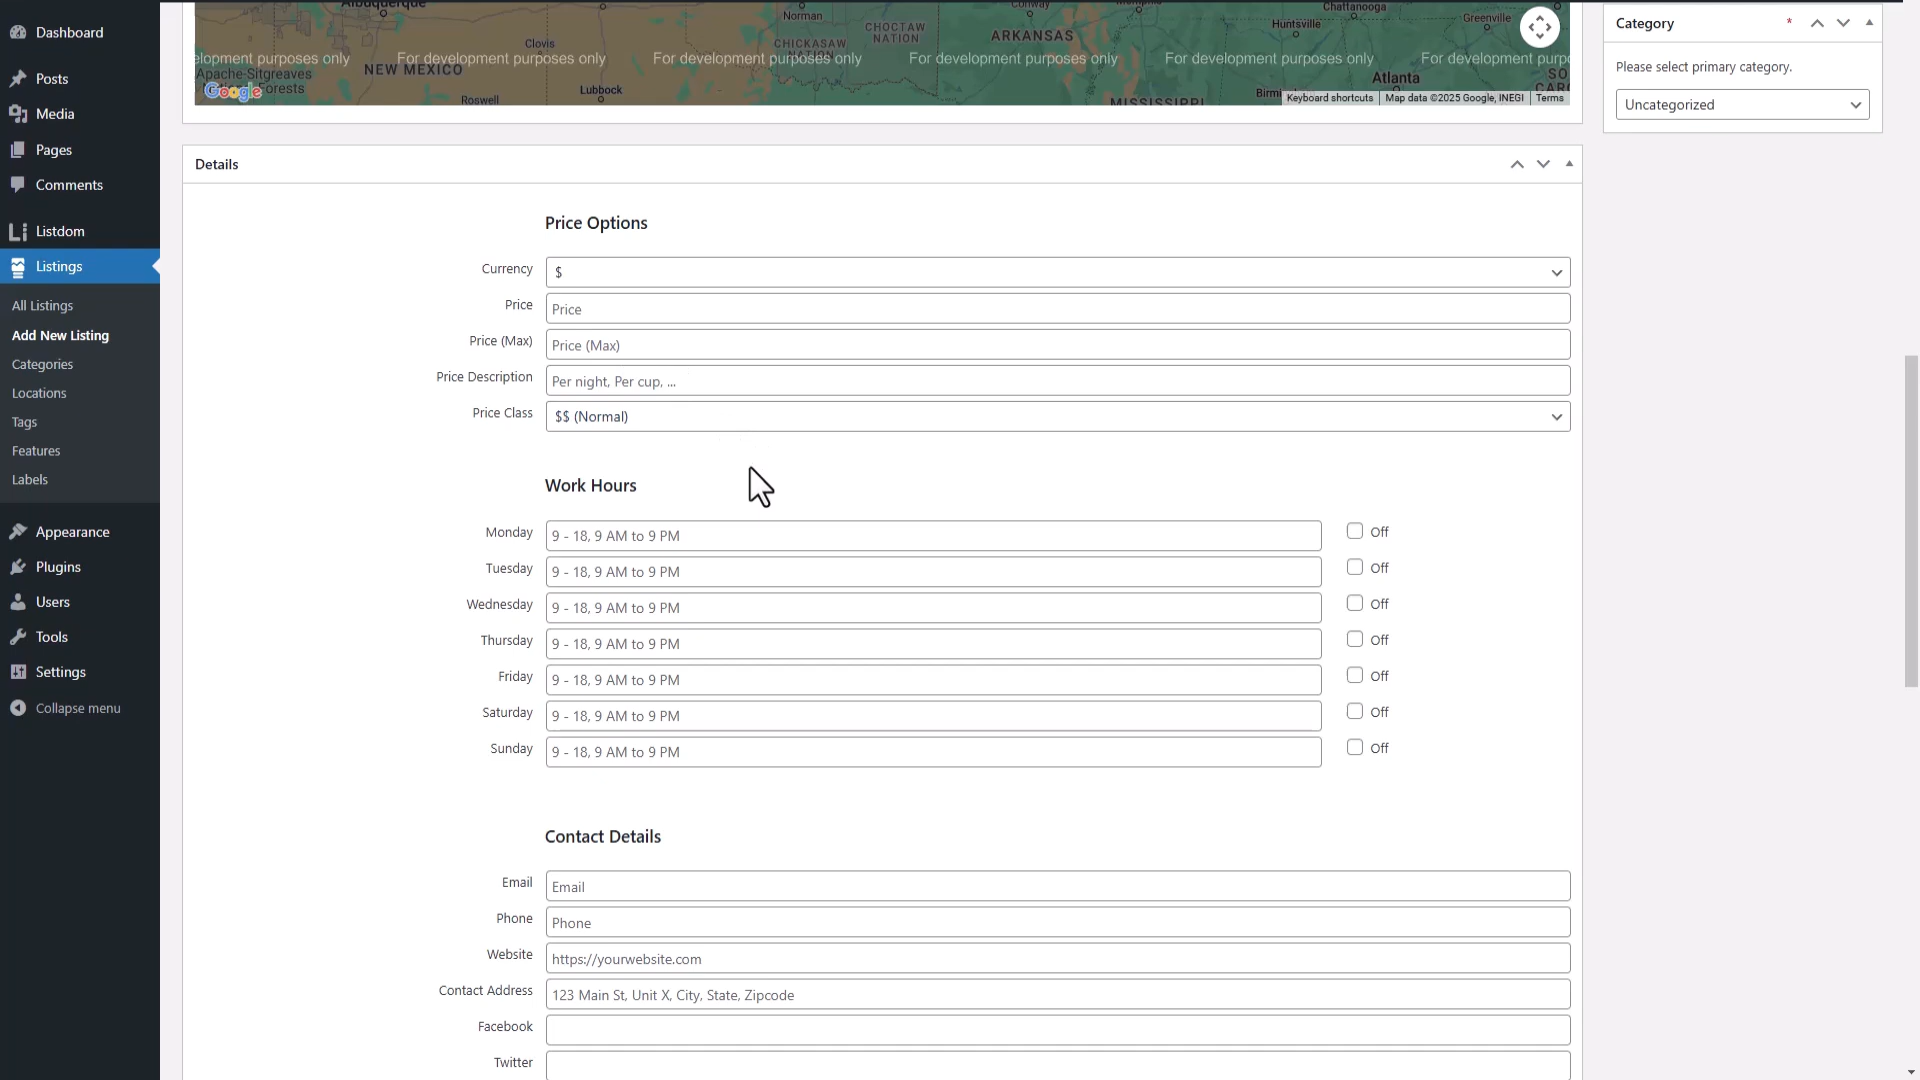 Dashboard
Posts
Media
Pages
Comments
Listdom
Listings
All Listings
Add New Listing
Categories
Locations
Tags
Features
Labels
Appearance
Plugins
Users
Tools
Settings
Collapse menu
Albuquerque
Norman
Conway
Chattanooga
Huntsville
Greenville
CHOCTAW
NATION
Clovis
CHICKASAW
NATION
ARKANSAS
elopment purposes only
For development purposes only
For development purposes only
For development purposes only
For development purposes only
For development purp
NEW MEXICO
Apache-Sitgreaves
Forests
Atlanta
SO
CAR
Google
Roswell
Lubbock
MISSISSIPPI
Birmi
Keyboard shortcuts
Map data ©2025 Google, INEGI
Terms
Category *
Please select primary category.
Uncategorized
Details
Price Options
Currency $
Price Price
Price (Max) Price (Max)
Price Description Per night, Per cup, ...
Price Class $$ (Normal)
Work Hours
Monday 9 - 18, 9 AM to 9 PM Off
Tuesday 9 - 18, 9 AM to 9 PM Off
Wednesday 9 - 18, 9 AM to 9 PM Off
Thursday 9 - 18, 9 AM to 9 PM Off
Friday 9 - 18, 9 AM to 9 PM Off
Saturday 9 - 18, 9 AM to 9 PM Off
Sunday 9 - 18, 9 AM to 9 PM Off
Contact Details
Email Email
Phone Phone
Website https://yourwebsite.com
Contact Address 123 Main St, Unit X, City, State, Zipcode
Facebook
Twitter